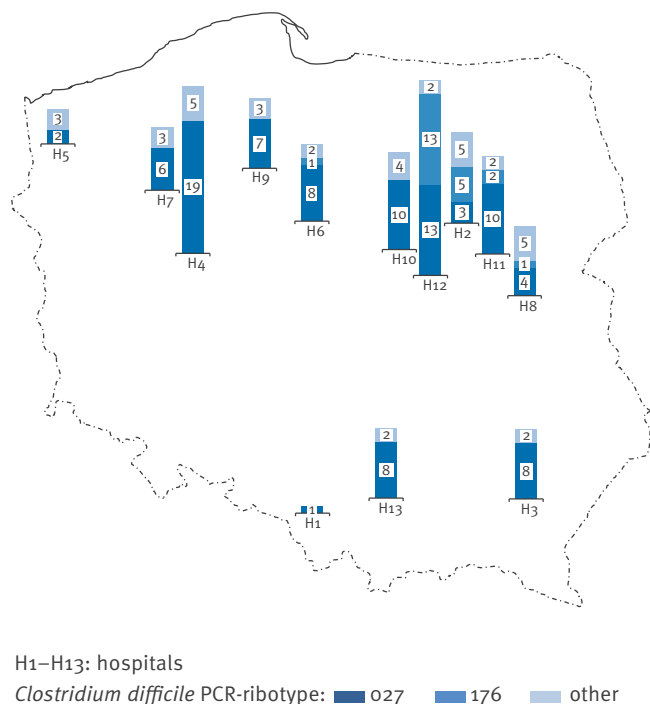 2
5
13
3
3
3
5
2
2
4
5
2
2
7
1
H5
6
19
3
10
5
H9
8
10
13
H2
1
H7
4
H6
H10
H11
H4
H12
H8
2
2
8
8
1
H13
H3
H1
H1–H13: hospitals
Clostridium difficile PCR-ribotype: 027 176 other